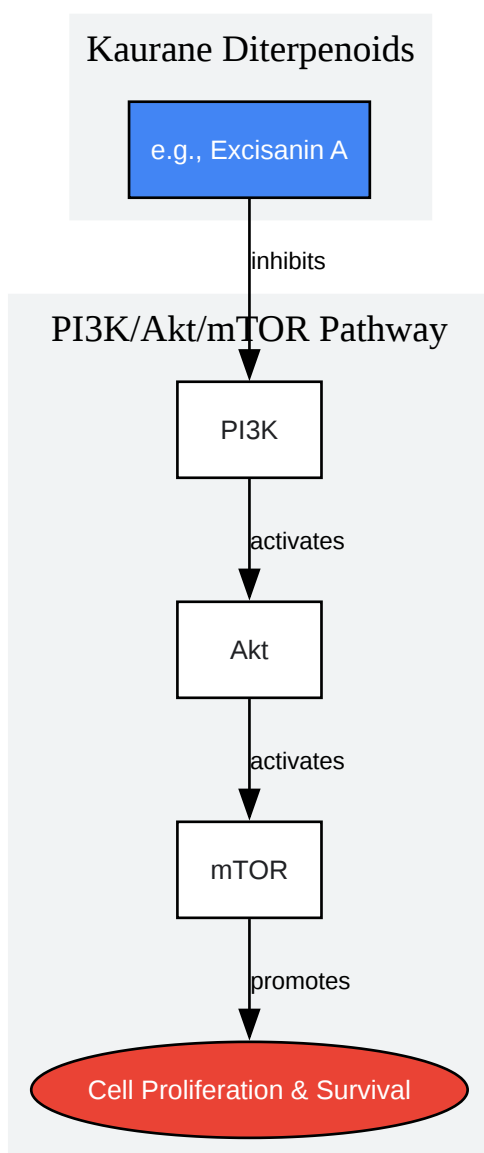 Kaurane Diterpenoids
e.g., Excisanin A
inhibits
PI3K/Akt/mTOR Pathway
PI3K
activates
Akt
activates
mTOR
promotes
Cell Proliferation & Survival